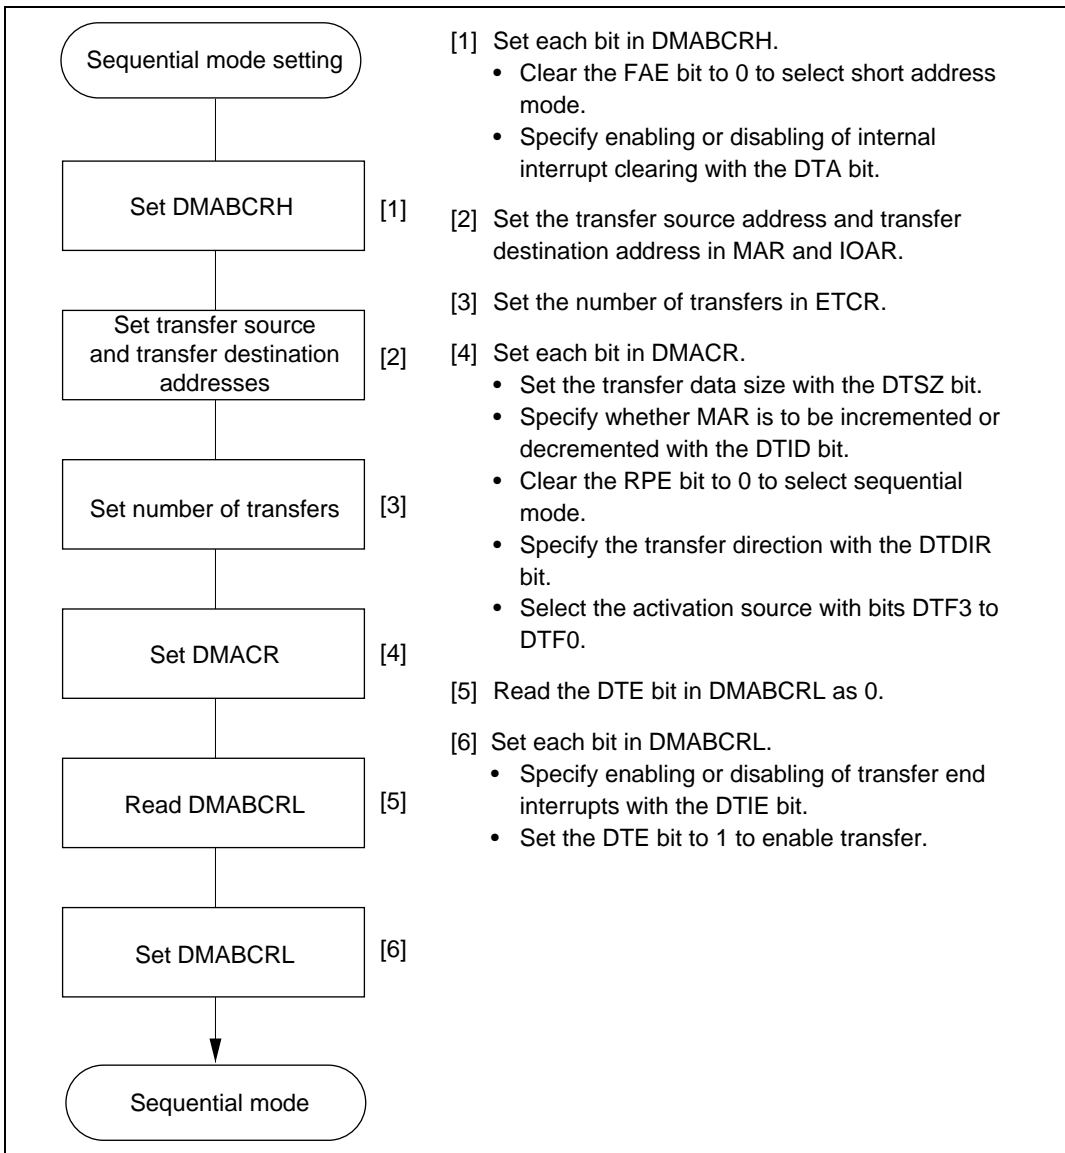 Sequential mode setting
Set DMABCRH
[1]
Set transfer source
and transfer destination
addresses
[2]
Set number of transfers
[3]
Set DMACR
[4]
Read DMABCRL
[5]
Set DMABCRL
[6]
Sequential mode
[1] Set each bit in DMABCRH.
• Clear the FAE bit to 0 to select short address
mode.
• Specify enabling or disabling of internal
interrupt clearing with the DTA bit.
[2] Set the transfer source address and transfer
destination address in MAR and IOAR.
[3] Set the number of transfers in ETCR.
[4] Set each bit in DMACR.
• Set the transfer data size with the DTSZ bit.
• Specify whether MAR is to be incremented or
decremented with the DTID bit.
• Clear the RPE bit to 0 to select sequential
mode.
• Specify the transfer direction with the DTDIR
bit.
• Select the activation source with bits DTF3 to
DTF0.
[5] Read the DTE bit in DMABCRL as 0.
[6] Set each bit in DMABCRL.
• Specify enabling or disabling of transfer end
interrupts with the DTIE bit.
• Set the DTE bit to 1 to enable transfer.